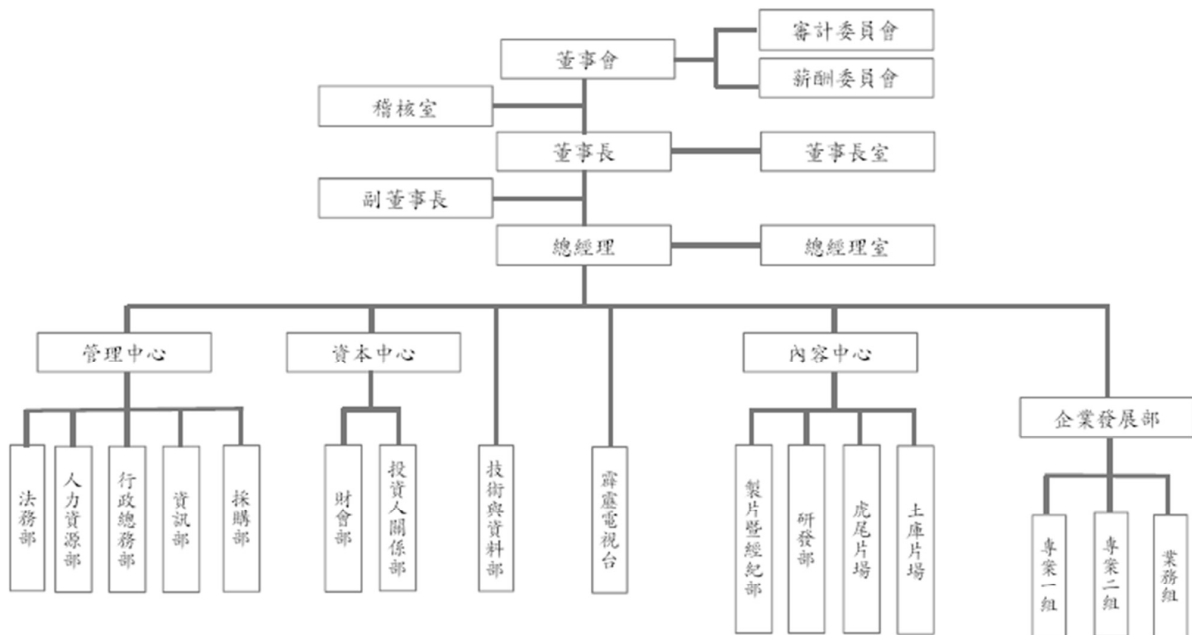 董事會
審計委員會
薪酬委員會
稽核室
董事長
董事長室
副董事長
總經理
總經理室
管理中心
資本中心
內容中心
企業發展部
法務部
人力資源部
行政總務部
資訊部
採購部
財會部
投資人關係部
技術與資料部
霹靂電視台
製片暨經紀部
研發部
虎尾片場
土庫片場
專案一組
專案二組
業務組